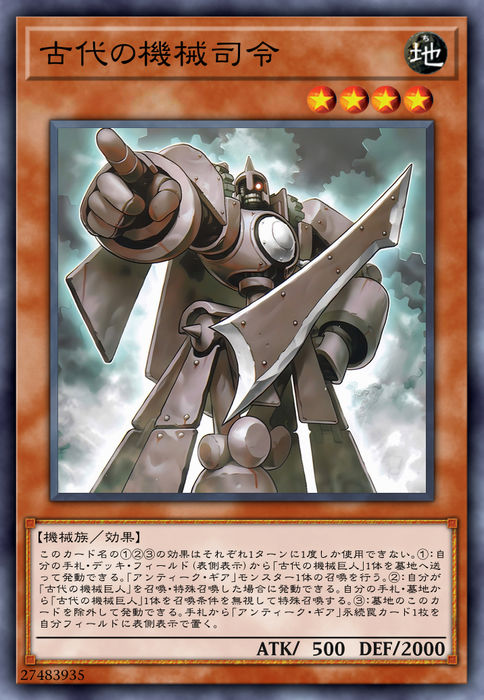 古代の機械司令
ち
地
【機械族／効果】
このカード名の①②③の効果はそれぞれ1ターンに1度しか使用できない。①：自
分の手札・デッキ・フィールド（表側表示）から「古代の機械巨人」1体を墓地へ送
って発動できる。「アンティーク・ギア」モンスター1体の召喚を行う。②：自分が
「古代の機械巨人」を召喚・特殊召喚した場合に発動できる。自分の手札・墓地か
ら「古代の機械巨人」1体を召喚条件を無視して特殊召喚する。③：墓地のこのカー
ドを除外して発動できる。手札から「アンティーク・ギア」永続罠カード1枚を
自分フィールドに表側表示で置く。
ATK/ 500 DEF/2000
27483935